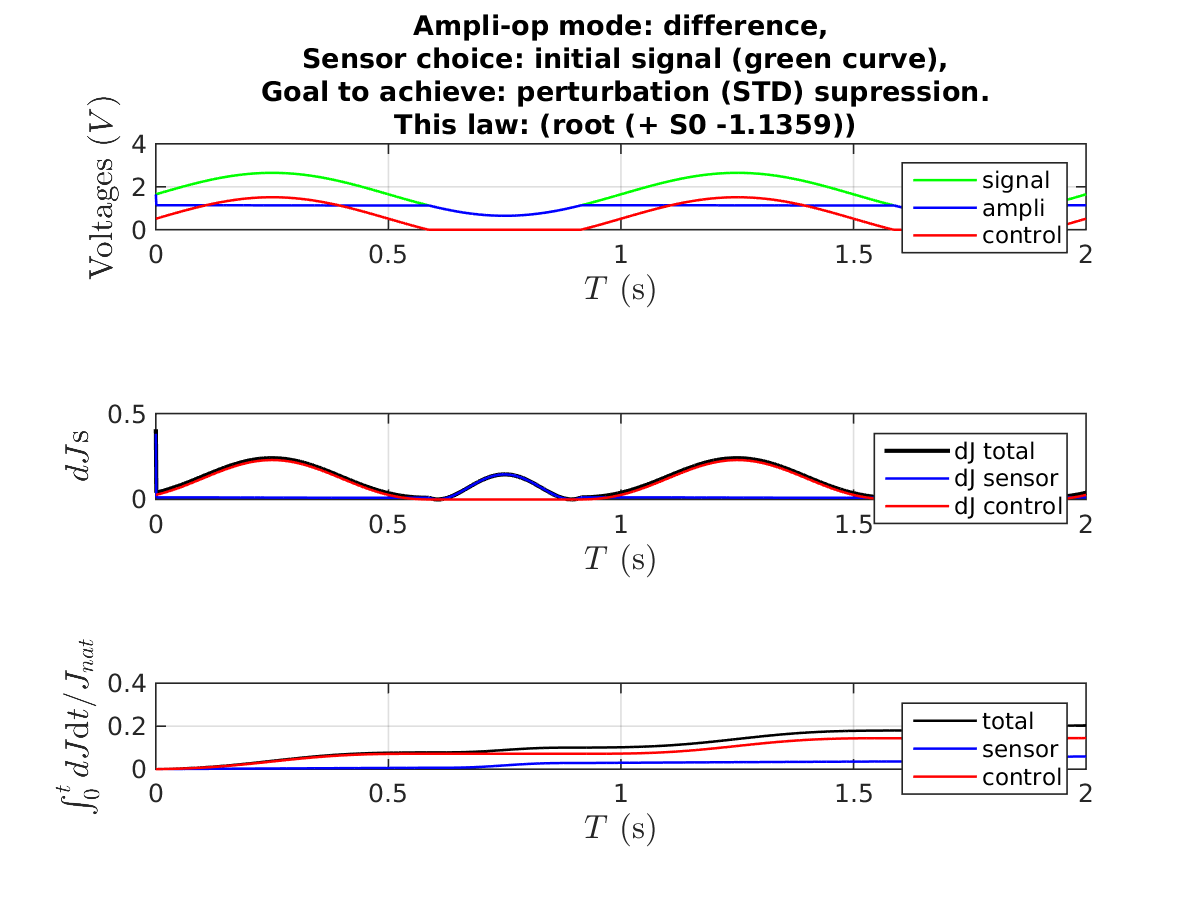 Ampli-op mode: difference,
Sensor choice: initial signal (green curve),
Goal to achieve: perturbation (STD) supression.
This law: (root (+ S0 -1.1359))
Voltages (V)
4
2
0
signal
ampli
control
0 0.5 1 1.5 2
T (s)
dJs
0.5
0
dJ total
dJ sensor
dJ control
0 0.5 1 1.5 2
T (s)
∫₀ᵗ dJdt/Jₙₐₜ
0.4
0.2
0
total
sensor
control
0 0.5 1 1.5 2
T (s)